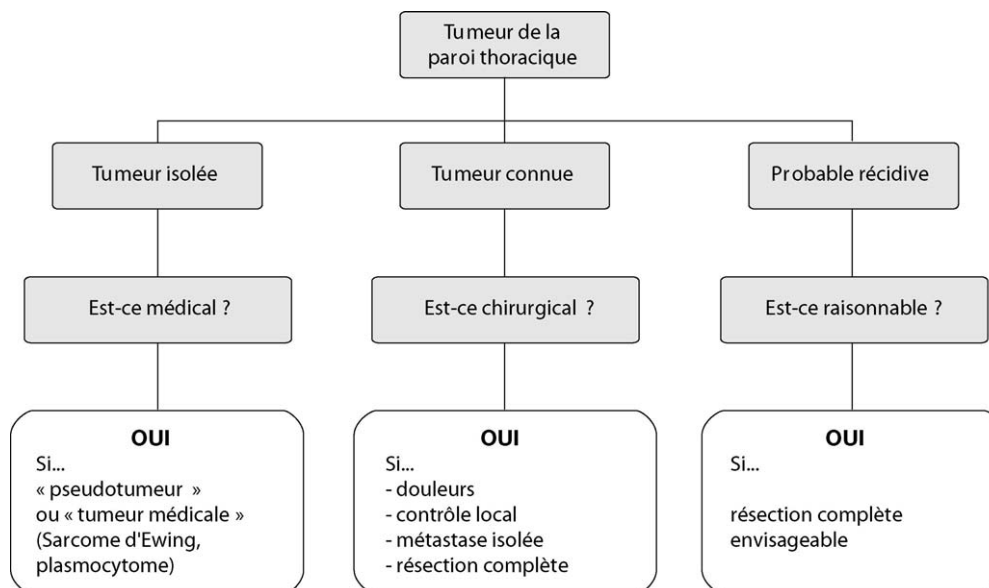 Tumeur de la
paroi thoracique
Tumeur isolée
Tumeur connue
Probable récidive
Est-ce médical ?
Est-ce chirurgical ?
Est-ce raisonnable ?
OUI
Si...
« pseudotumeur »
ou « tumeur médicale »
(Sarcome d'Ewing,
plasmocytome)
OUI
Si...
- douleurs
- contrôle local
- métastase isolée
- résection complète
OUI
Si...
résection complète
envisageable